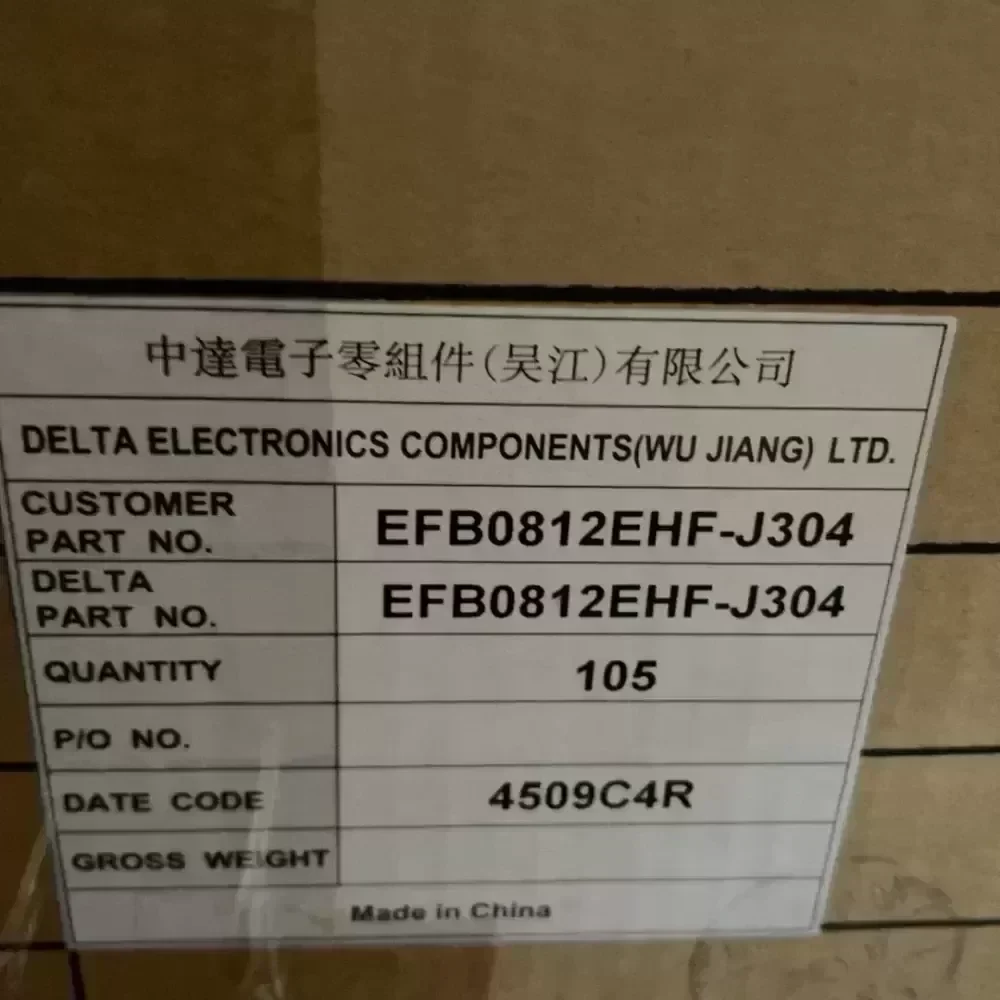 中達電子零組件(吴江)有限公司
DELTA ELECTRONICS COMPONENTS(WU JIANG) LTD.
CUSTOMER PART NO. EFB0812EHF-J304
DELTA PART NO. EFB0812EHF-J304
QUANTITY 105
P/O NO.
DATE CODE 4509C4R
GROSS WEIGHT
Made in China